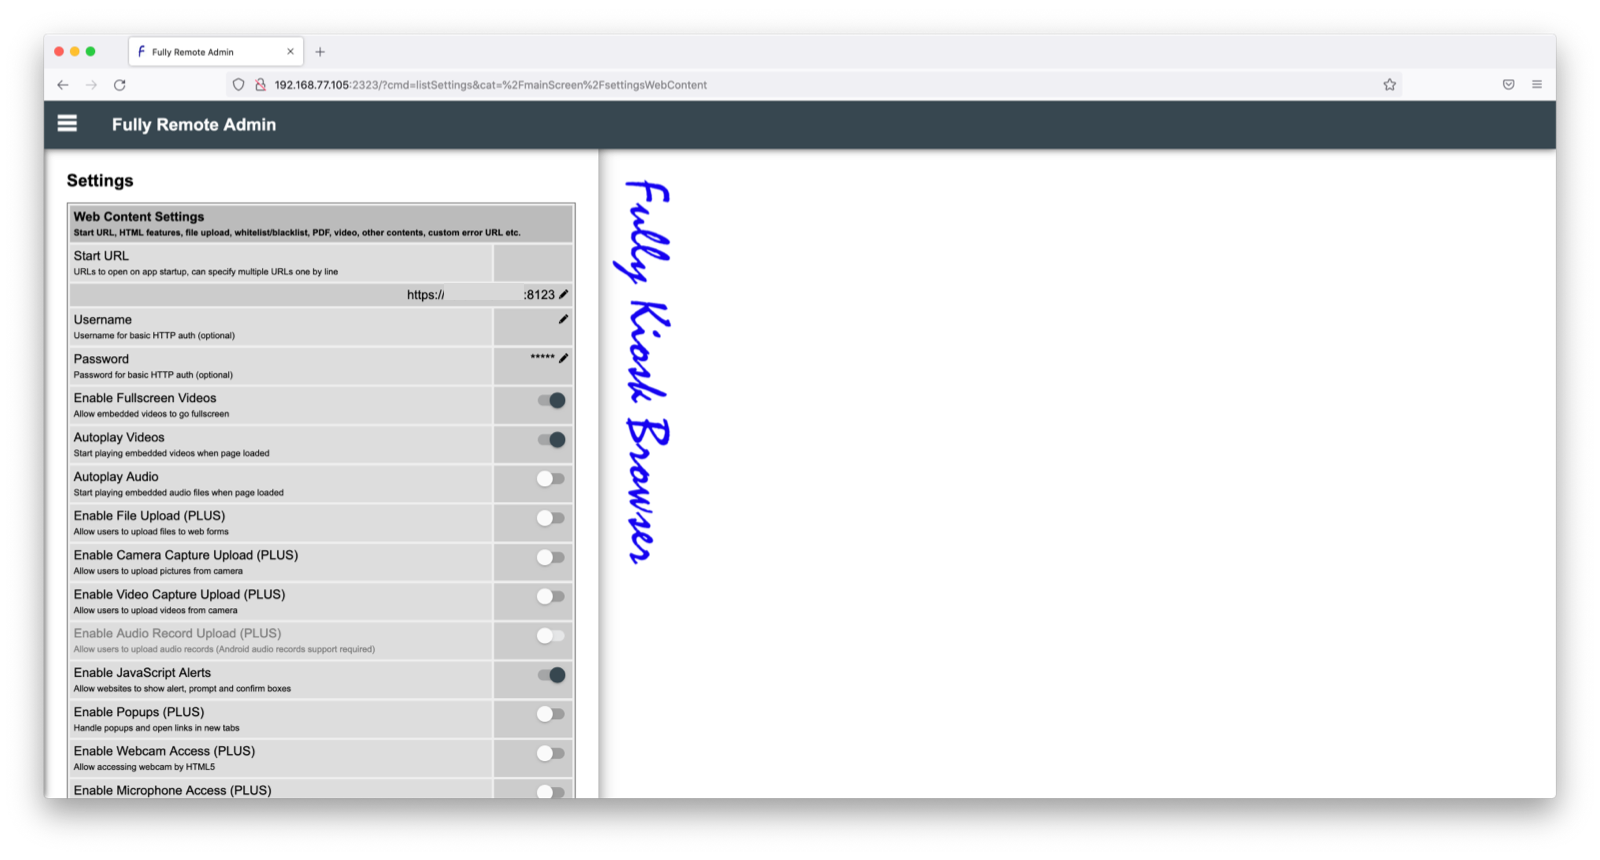 Fully Remote Admin
192.168.77.105:2323/?cmd=listSettings&cat=%2FmainScreen%2FsettingsWebContent
Fully Remote Admin
Settings
Web Content Settings
Start URL, HTML features, file upload, whitelist/blacklist, PDF, video, other contents, custom error URL etc.
Start URL
URLs to open on app startup, can specify multiple URLs one by line
https:// :8123
Username
Username for basic HTTP auth (optional)
Password
*****
Password for basic HTTP auth (optional)
Enable Fullscreen Videos
Allow embedded videos to go fullscreen
Autoplay Videos
Start playing embedded videos when page loaded
Autoplay Audio
Start playing embedded audio files when page loaded
Enable File Upload (PLUS)
Allow users to upload files to web forms
Enable Camera Capture Upload (PLUS)
Allow users to upload pictures from camera
Enable Video Capture Upload (PLUS)
Allow users to upload videos from camera
Enable Audio Record Upload (PLUS)
Allow users to upload audio records (Android audio records support required)
Enable JavaScript Alerts
Allow websites to show alert, prompt and confirm boxes
Enable Popups (PLUS)
Handle popups and open links in new tabs
Enable Webcam Access (PLUS)
Allow accessing webcam by HTML5
Enable Microphone Access (PLUS)
Fully Kiosk Browser